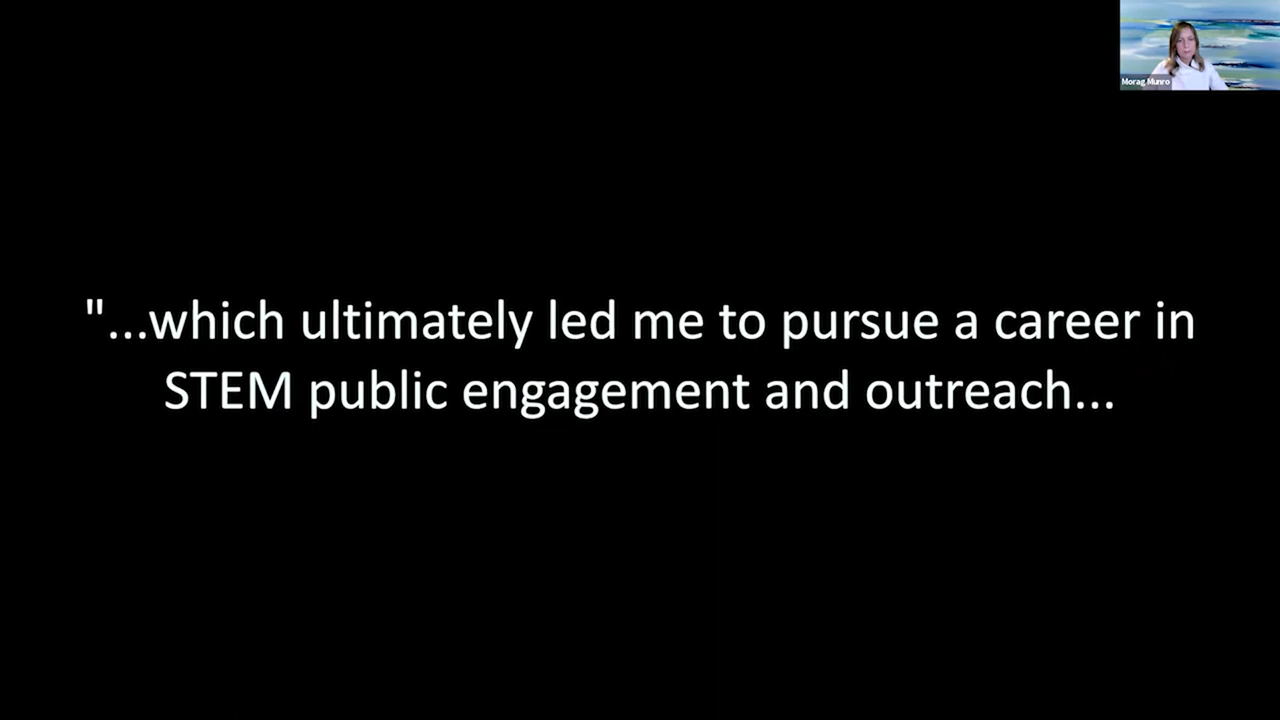 Morag Munro
"...which ultimately led me to pursue a career in
STEM public engagement and outreach...